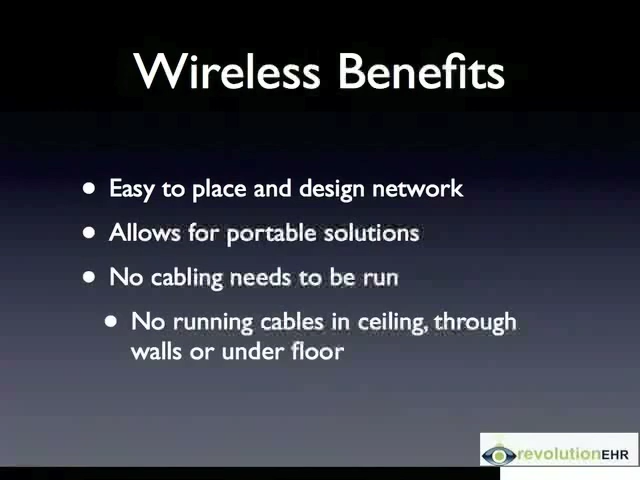 Wireless Benefits
• Easy to place and design network
• Allows for portable solutions
• No cabling needs to be run
• No running cables in ceiling, through
walls or under floor
revolutionEHR